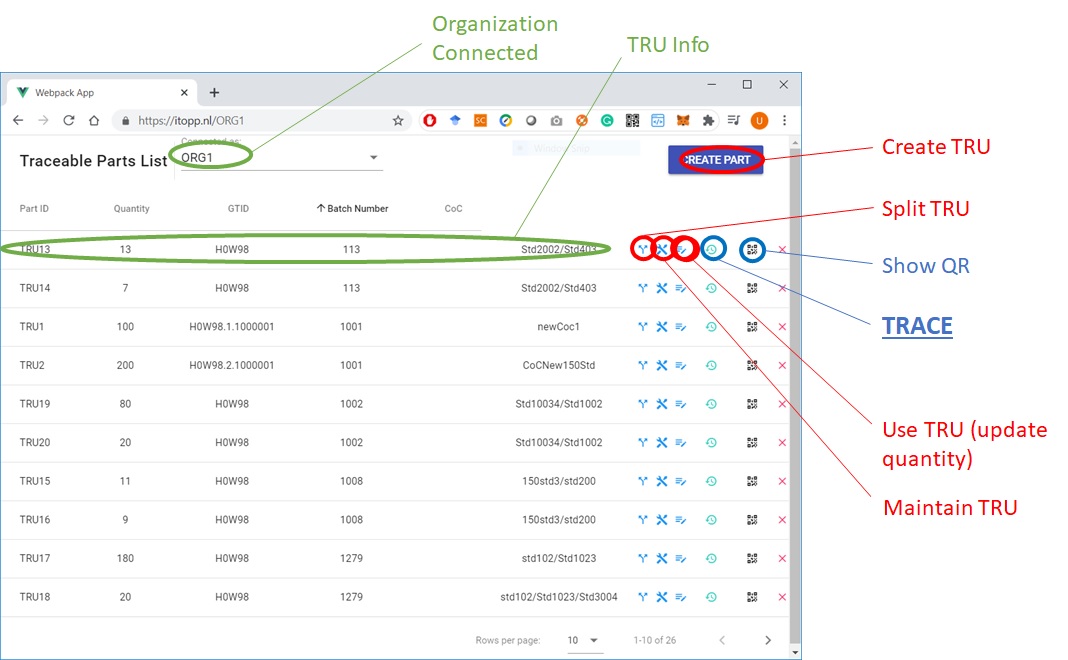 Organization
Connected
TRU Info
Webpack App
https://itopp.nl/ORG1
U
Traceable Parts List
Connected as:
ORG1
CREATE PART
Create TRU
Split TRU
Show QR
TRACE
Use TRU (update
quantity)
Maintain TRU
Part ID Quantity GTID Batch Number CoC
TRU13 13 H0W98 113 Std2002/Std403
TRU14 7 H0W98 113 Std2002/Std403
TRU1 100 H0W98.1.1000001 1001 newCoc1
TRU2 200 H0W98.2.1000001 1001 CoCNew150Std
TRU19 80 H0W98 1002 Std10034/Std1002
TRU20 20 H0W98 1002 Std10034/Std1002
TRU15 11 H0W98 1008 150std3/std200
TRU16 9 H0W98 1008 150std3/std200
TRU17 180 H0W98 1279 std102/Std1023
TRU18 20 H0W98 1279 std102/Std1023/Std3004
Rows per page: 10 1-10 of 26